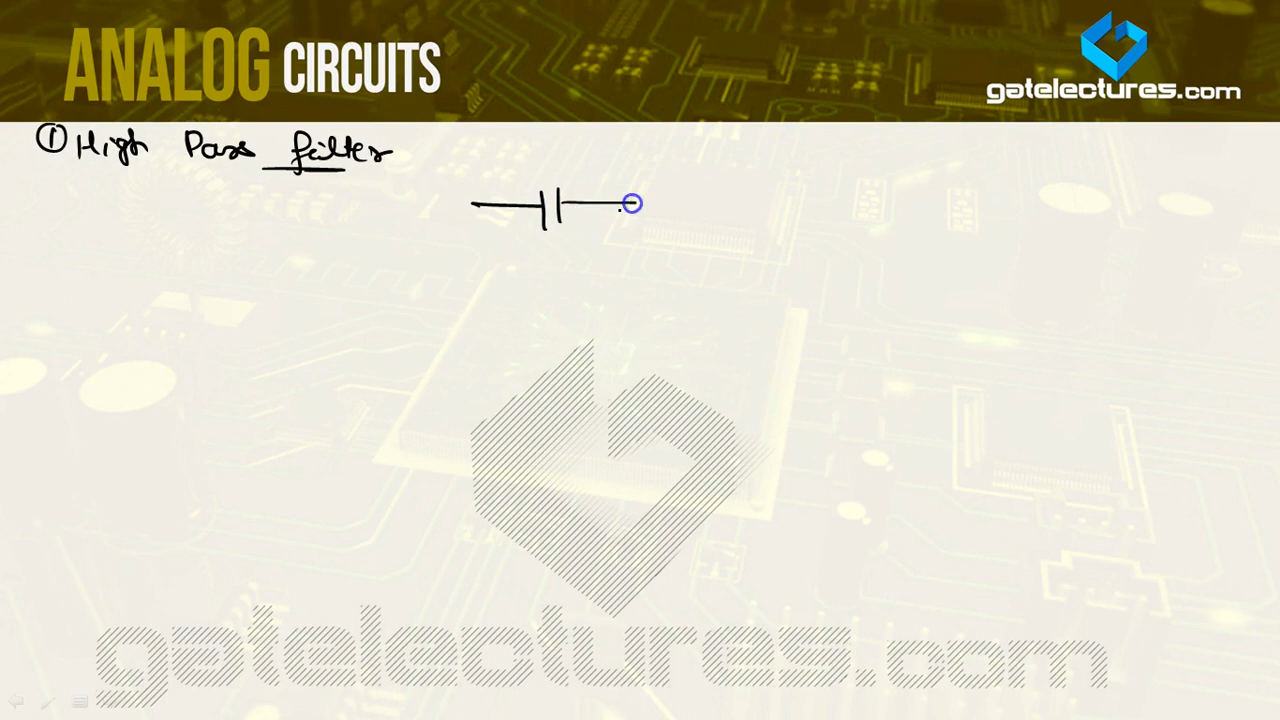 ANALOG CIRCUITS
gatelectures.com
① High Pass filter
gatelectures.com